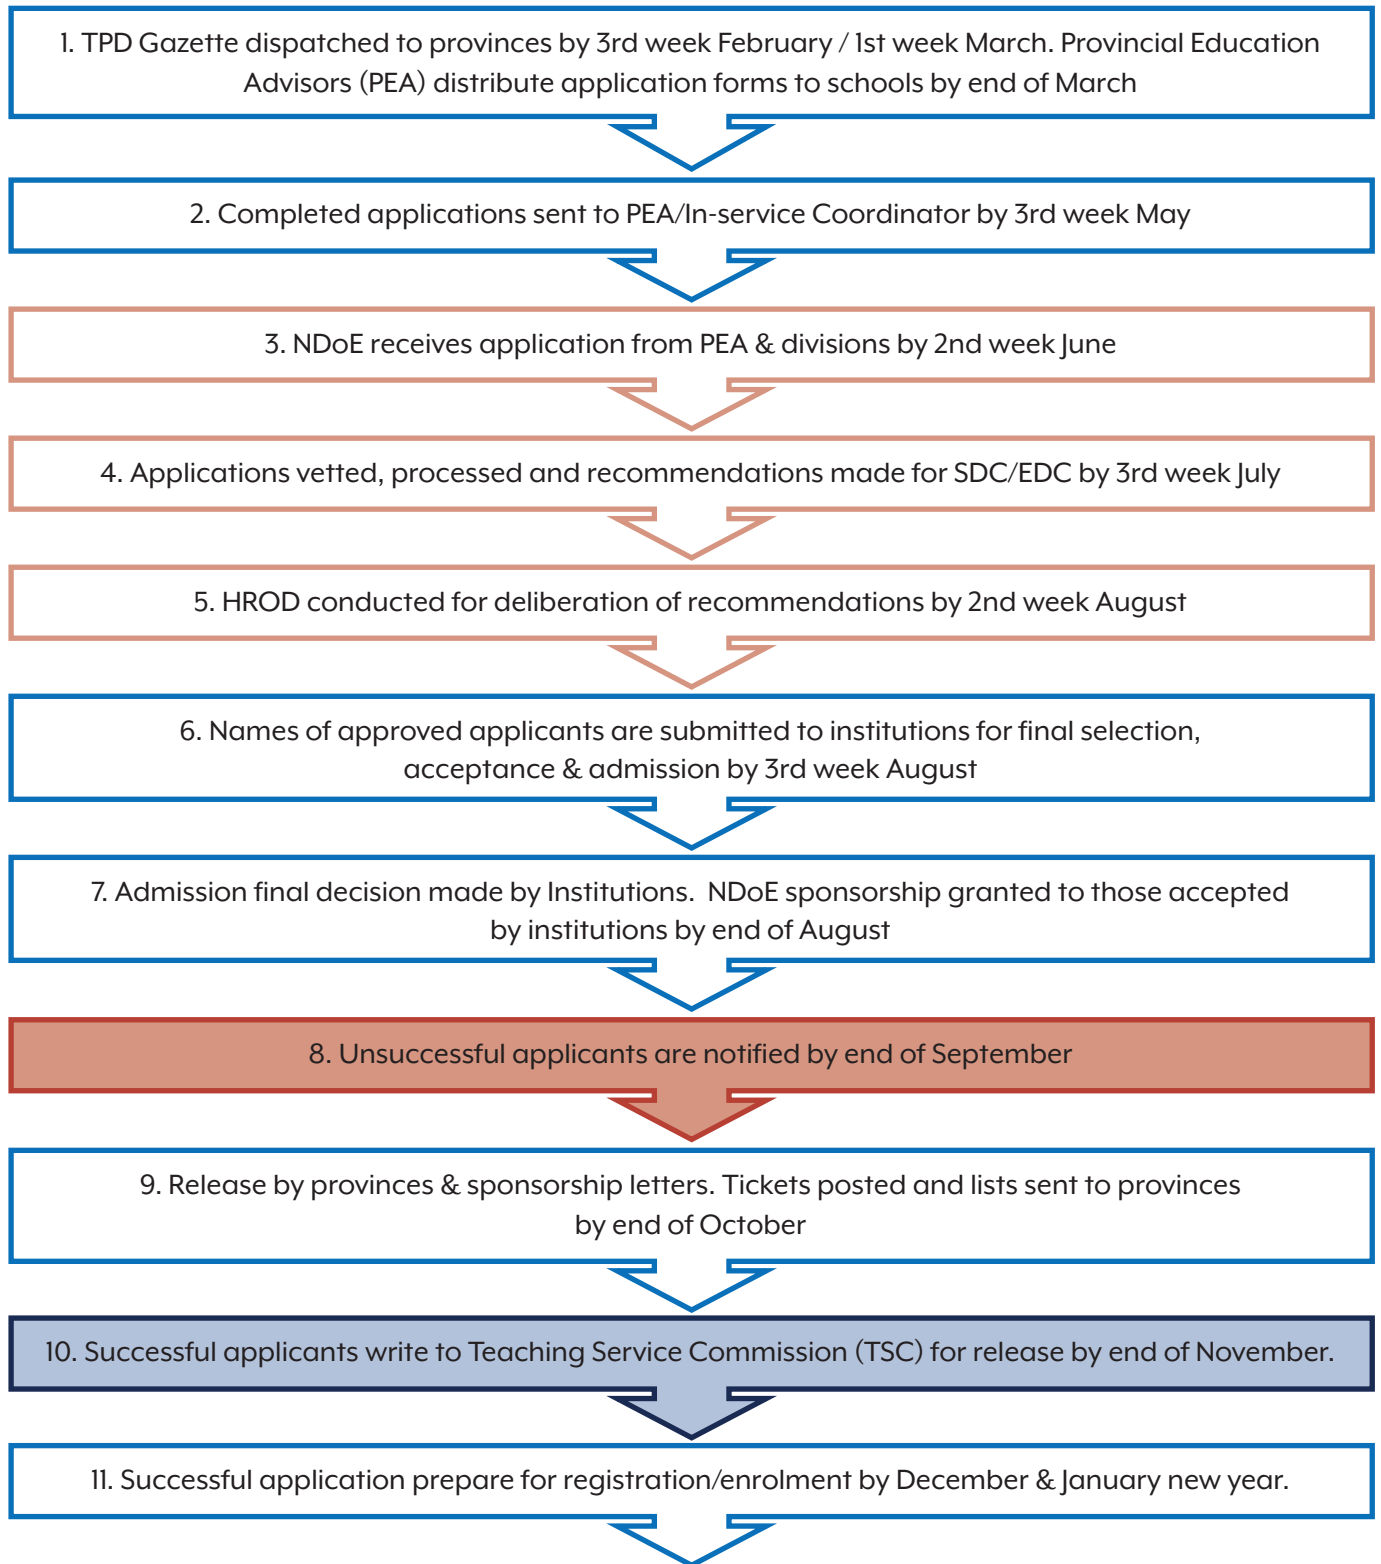 1. TPD Gazette dispatched to provinces by 3rd week February / 1st week March. Provincial Education
Advisors (PEA) distribute application forms to schools by end of March
2. Completed applications sent to PEA/In-service Coordinator by 3rd week May
3. NDoE receives application from PEA & divisions by 2nd week June
4. Applications vetted, processed and recommendations made for SDC/EDC by 3rd week July
5. HROD conducted for deliberation of recommendations by 2nd week August
6. Names of approved applicants are submitted to institutions for final selection,
acceptance & admission by 3rd week August
7. Admission final decision made by Institutions.  NDoE sponsorship granted to those accepted
by institutions by end of August
8. Unsuccessful applicants are notified by end of September
9. Release by provinces & sponsorship letters. Tickets posted and lists sent to provinces
by end of October
10. Successful applicants write to Teaching Service Commission (TSC) for release by end of November.
11. Successful application prepare for registration/enrolment by December & January new year.